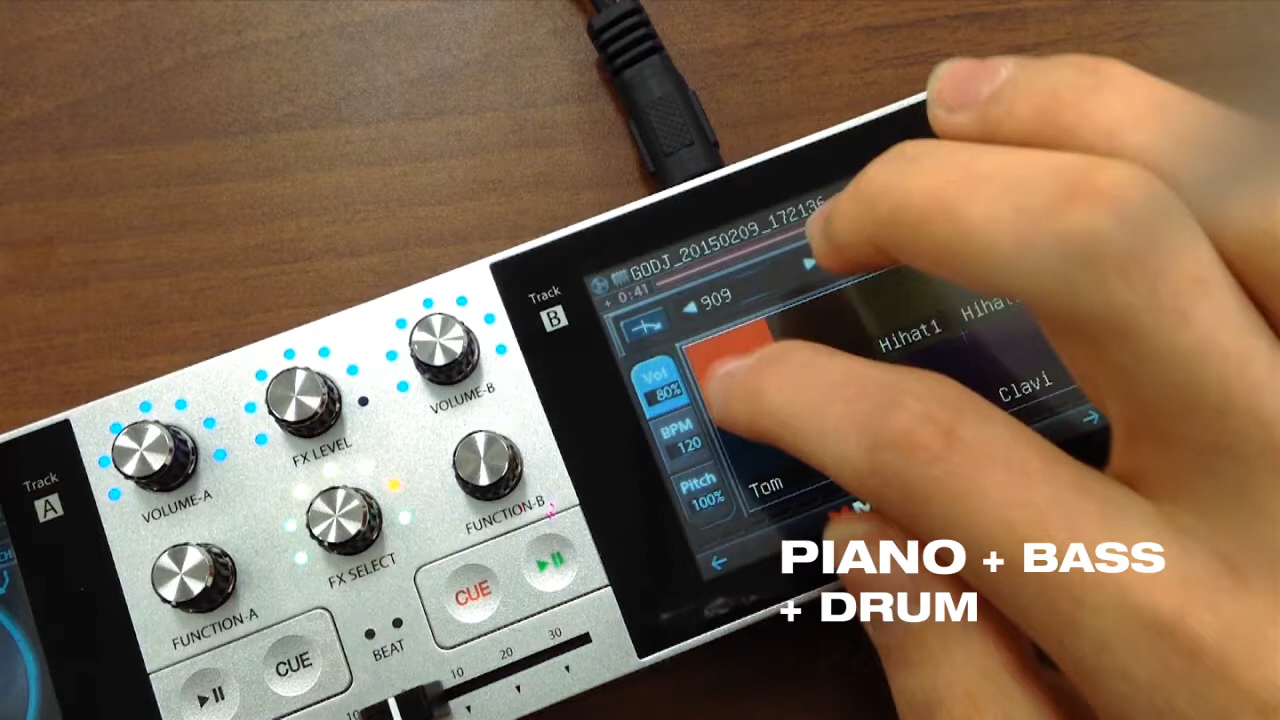 GODJ_20150209_172136
+ 0:41
◀ 909 ▶
Track
B
Vol
80%
BPM
120
Pitch
100%
Hihat1
Clavi
Tom
VOLUME-B
FX LEVEL
VOLUME-A
Track
A
FUNCTION-B
FX SELECT
FUNCTION-A
CUE
CUE
BEAT
10
10
20
30
PIANO + BASS
+ DRUM